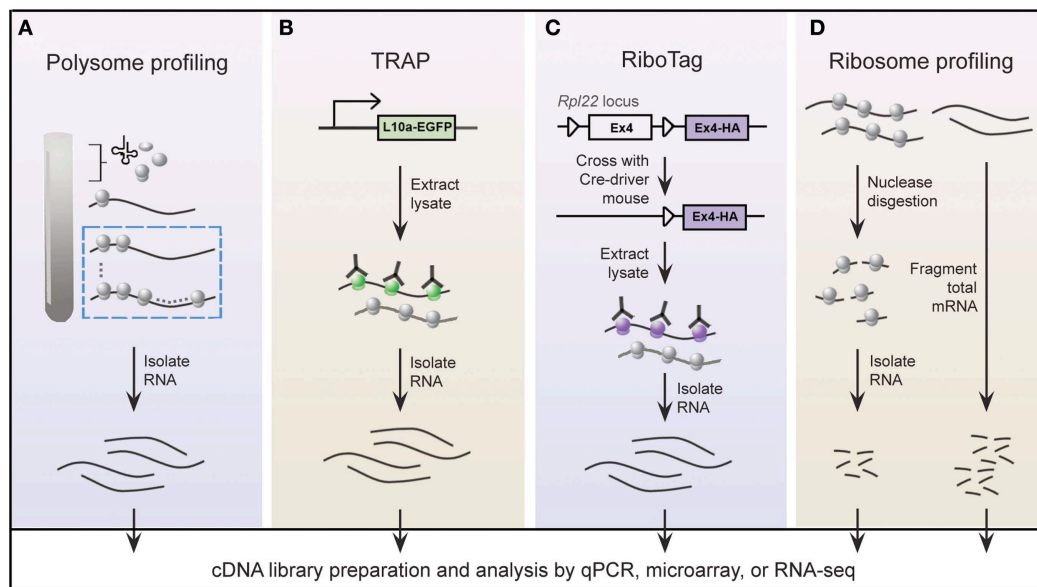 A
Polysome profiling
Isolate
RNA
B
TRAP
L10a-EGFP
Extract
lysate
Isolate
RNA
C
RiboTag
Rpl22 locus
Ex4
Ex4-HA
Cross with
Cre-driver
mouse
Ex4-HA
Extract
lysate
Isolate
RNA
D
Ribosome profiling
Nuclease
disgestion
Fragment
total
mRNA
Isolate
RNA
cDNA library preparation and analysis by qPCR, microarray, or RNA-seq